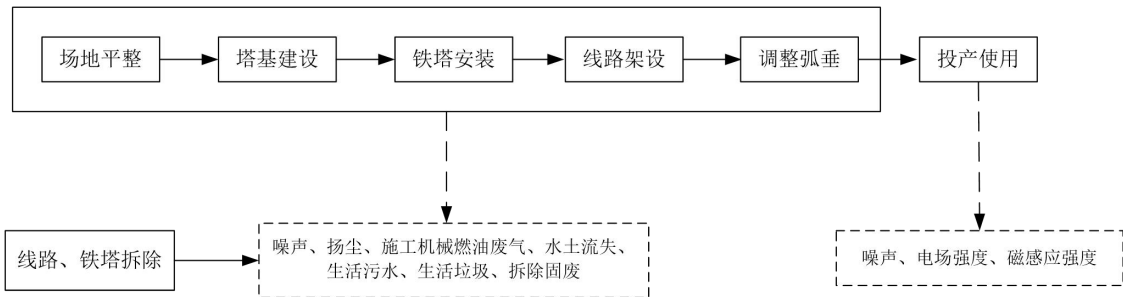 场地平整
塔基建设
铁塔安装
线路架设
调整弧垂
投产使用
线路、铁塔拆除
噪声、扬尘、施工机械燃油废气、水土流失、
生活污水、生活垃圾、拆除固废
噪声、电场强度、磁感应强度